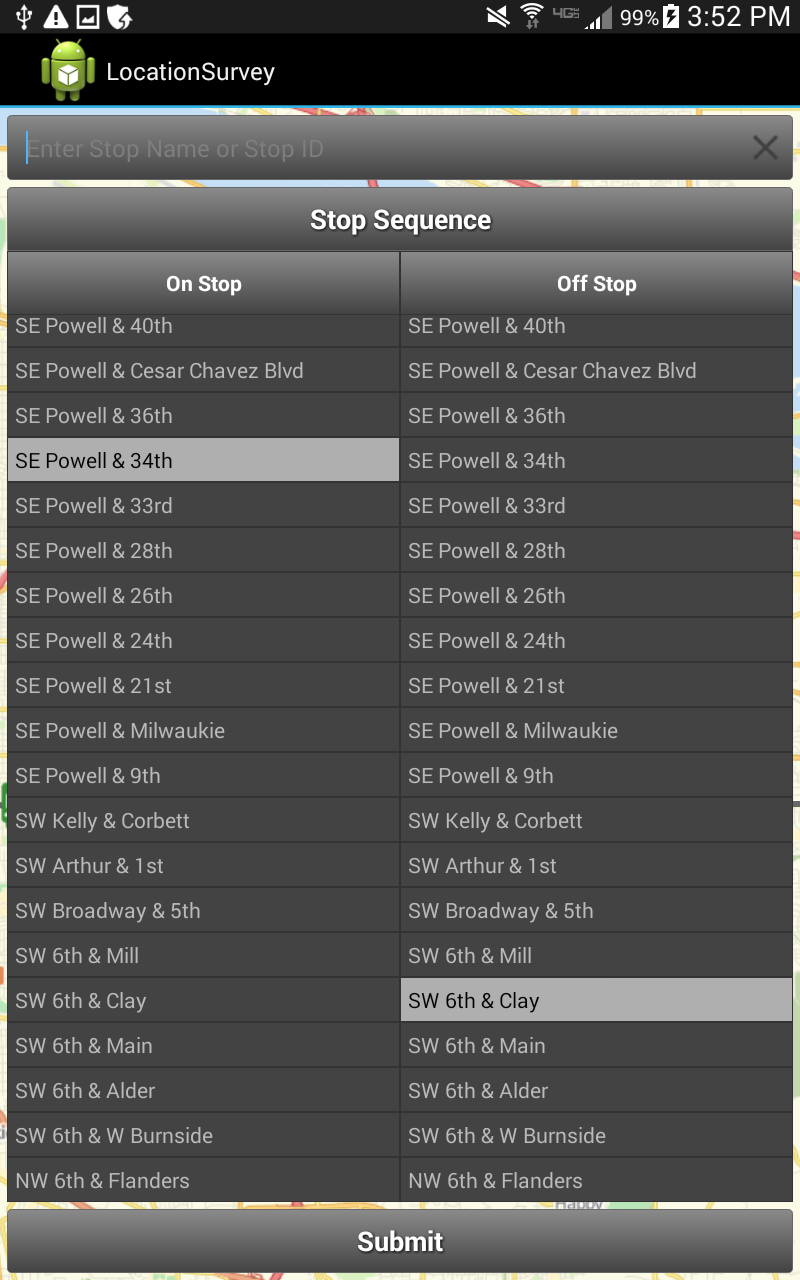 4G 99% 3:52 PM
LocationSurvey
Enter Stop Name or Stop ID
Stop Sequence
On Stop Off Stop
SE Powell & 40th SE Powell & 40th
SE Powell & Cesar Chavez Blvd SE Powell & Cesar Chavez Blvd
SE Powell & 36th SE Powell & 36th
SE Powell & 34th SE Powell & 34th
SE Powell & 33rd SE Powell & 33rd
SE Powell & 28th SE Powell & 28th
SE Powell & 26th SE Powell & 26th
SE Powell & 24th SE Powell & 24th
SE Powell & 21st SE Powell & 21st
SE Powell & Milwaukie SE Powell & Milwaukie
SE Powell & 9th SE Powell & 9th
SW Kelly & Corbett SW Kelly & Corbett
SW Arthur & 1st SW Arthur & 1st
SW Broadway & 5th SW Broadway & 5th
SW 6th & Mill SW 6th & Mill
SW 6th & Clay SW 6th & Clay
SW 6th & Main SW 6th & Main
SW 6th & Alder SW 6th & Alder
SW 6th & W Burnside SW 6th & W Burnside
NW 6th & Flanders NW 6th & Flanders
Happy
Submit